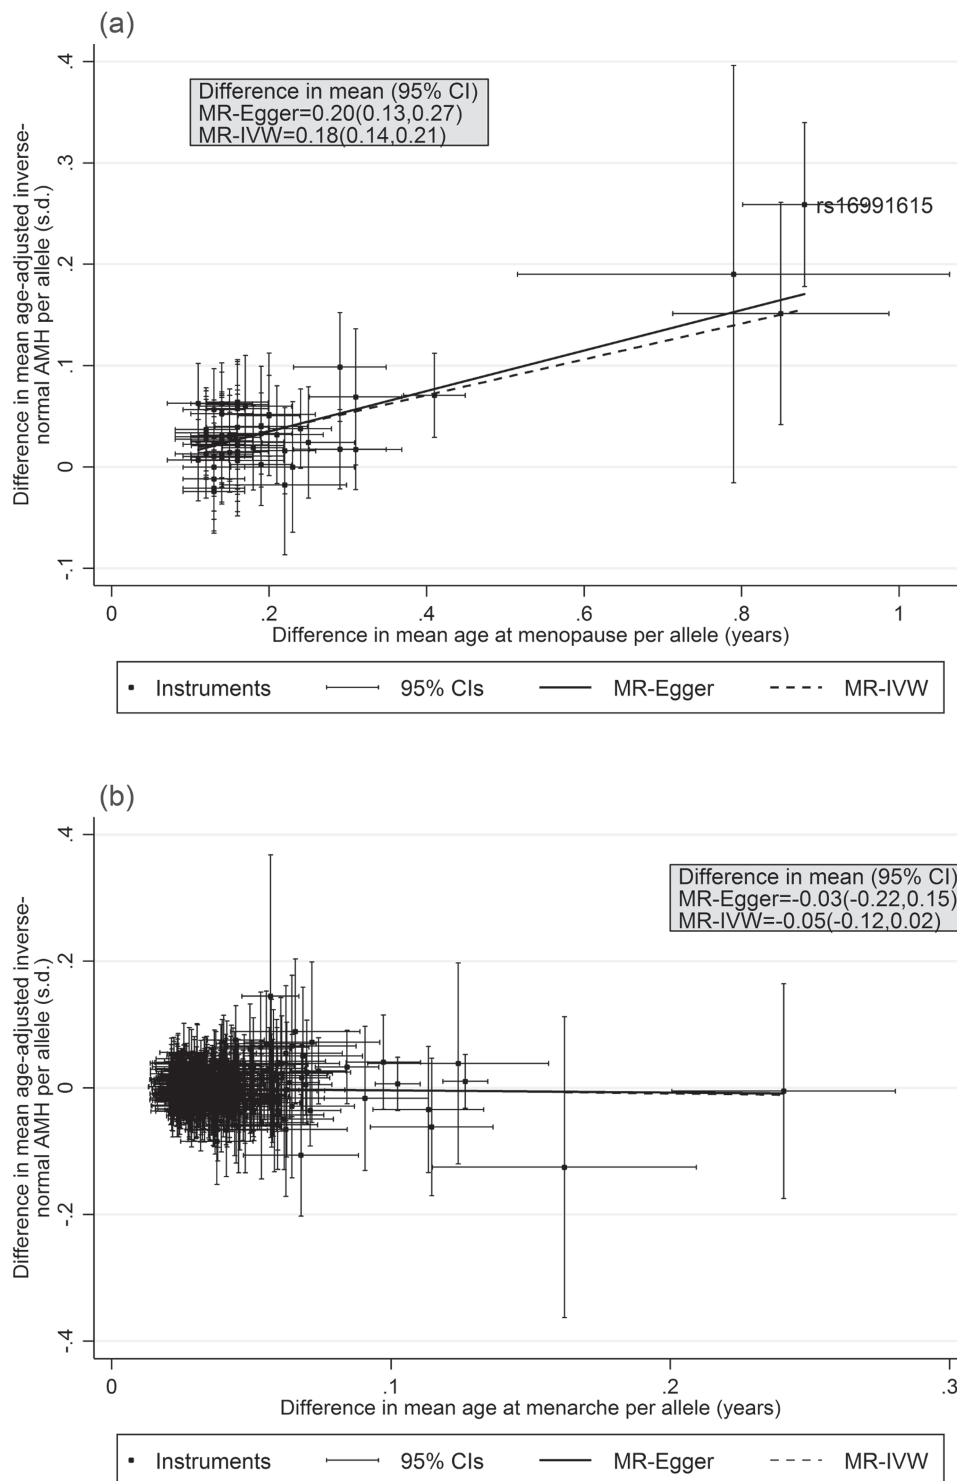 (a)
.4
.3
.2
.1
0
-.1
Difference in mean age-adjusted inverse-
normal AMH per allele (s.d.)
Difference in mean (95% CI)
MR-Egger=0.20(0.13,0.27)
MR-IVW=0.18(0.14,0.21)
rs16991615
0 .2 .4 .6 .8 1
Difference in mean age at menopause per allele (years)
Instruments 95% CIs MR-Egger MR-IVW
(b)
.4
.2
0
-.2
-.4
Difference in mean age-adjusted inverse-
normal AMH per allele (s.d.)
Difference in mean (95% CI)
MR-Egger=-0.03(-0.22,0.15)
MR-IVW=-0.05(-0.12,0.02)
0 .1 .2 .3
Difference in mean age at menarche per allele (years)
Instruments 95% CIs MR-Egger MR-IVW